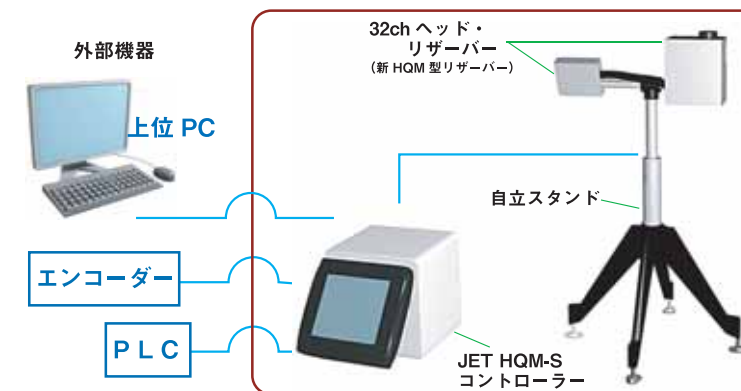 外部機器
上位 PC
エンコーダー
PLC
32ch ヘッド・
リザーバー
（新 HQM 型リザーバー）
自立スタンド
JET HQM-S
コントローラー